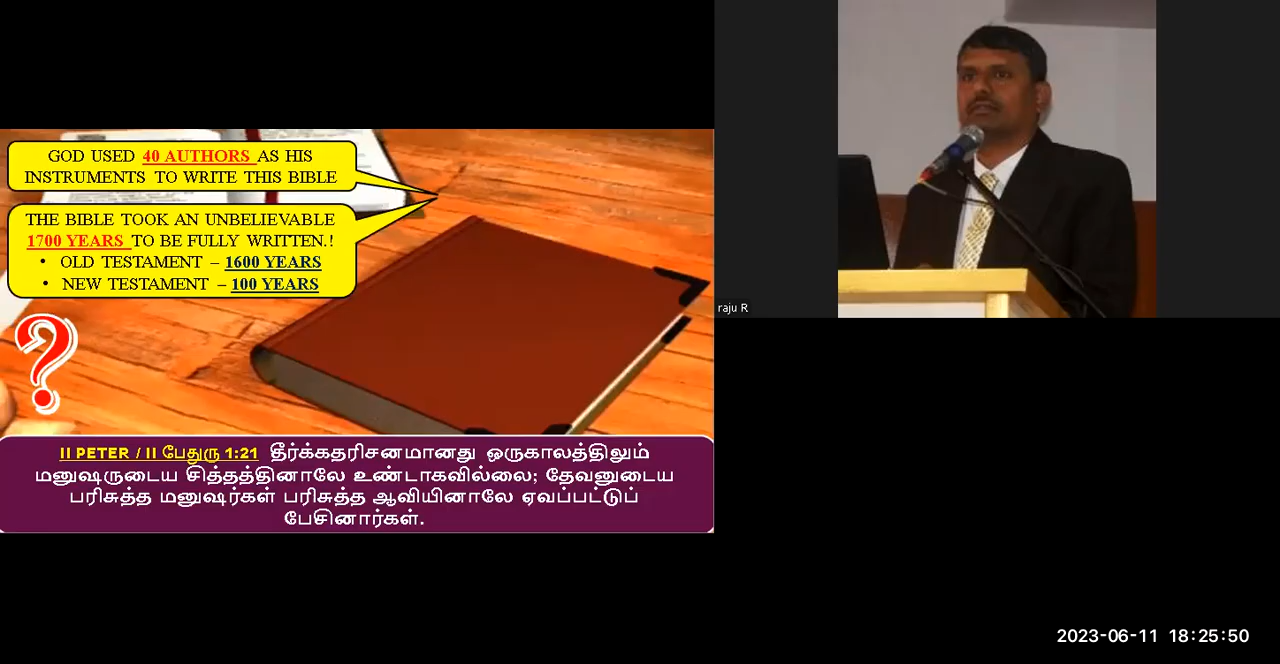 GOD USED 40 AUTHORS AS HIS
INSTRUMENTS TO WRITE THIS BIBLE
THE BIBLE TOOK AN UNBELIEVABLE
1700 YEARS TO BE FULLY WRITTEN.!
• OLD TESTAMENT – 1600 YEARS
• NEW TESTAMENT – 100 YEARS
?
II PETER / II பேதுரு 1:21 தீர்க்கதரிசனமானது ஒருகாலத்திலும்
மனுஷருடைய சித்தத்தினாலே உண்டாகவில்லை; தேவனுடைய
பரிசுத்த மனுஷர்கள் பரிசுத்த ஆவியினாலே ஏவப்பட்டுப்
பேசினார்கள்.
raju R
2023-06-11 18:25:50